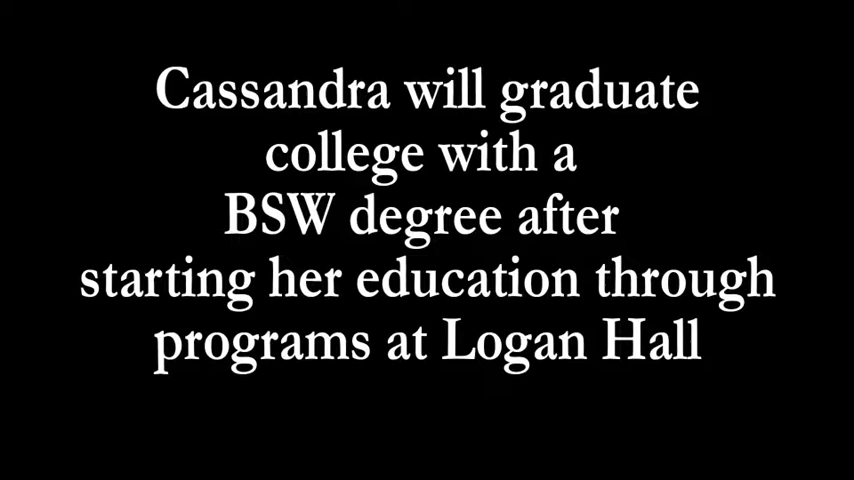 Cassandra will graduate
college with a
BSW degree after
starting her education through
programs at Logan Hall